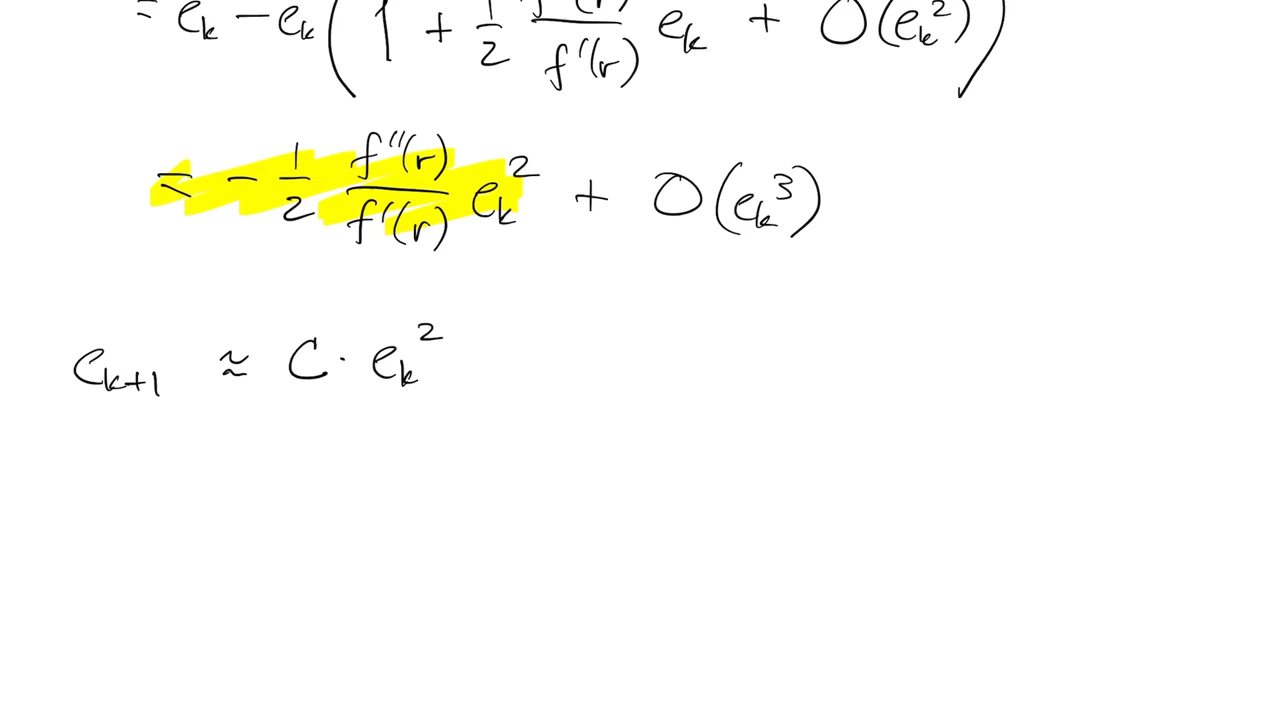 = e_k - e_k ( 1 + 1/2 f''(r)/f'(r) e_k + O(e_k^2) )
= - 1/2 f''(r)/f'(r) e_k^2 + O(e_k^3)
e_{k+1} ≈ C · e_k^2